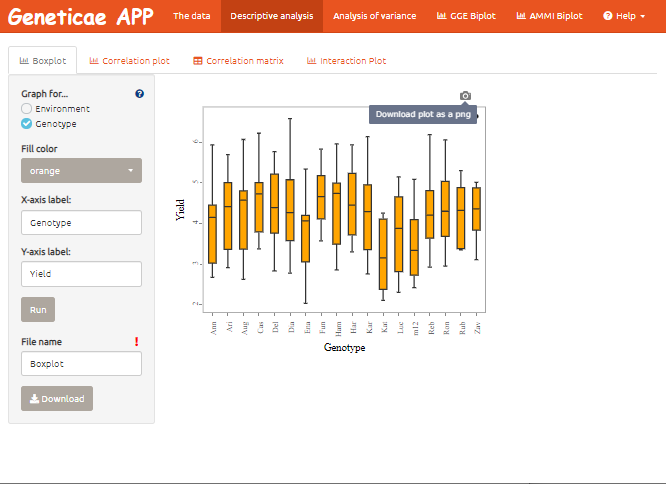 Geneticae APP The data Descriptive analysis Analysis of variance GGE Biplot AMMI Biplot Help
Boxplot Correlation plot Correlation matrix Interaction Plot
Graph for...
Environment
Genotype
Fill color
orange
X-axis label:
Genotype
Y-axis label:
Yield
Run
File name !
Boxplot
Download
Download plot as a png
Yield
6
5
4
3
2
Ann Ari Aug Cas Del Dia Ena Fun Ham Har Kar Kat Luc m12 Reb Ron Rub Zav
Genotype